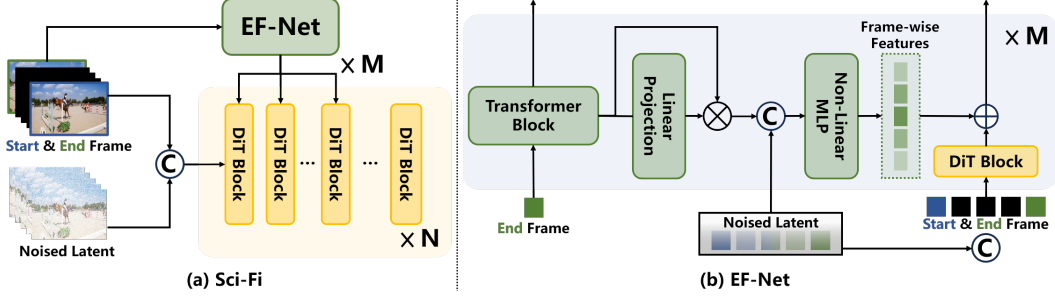 EF-Net
× M
Start & End Frame
C
DiT Block
DiT Block
...
DiT Block
...
DiT Block
Noised Latent
× N
(a) Sci-Fi
Frame-wise
Features
× M
Transformer
Block
Linear
Projection
C
Non-Linear
MLP
DiT Block
End Frame
Noised Latent
Start & End Frame
C
(b) EF-Net